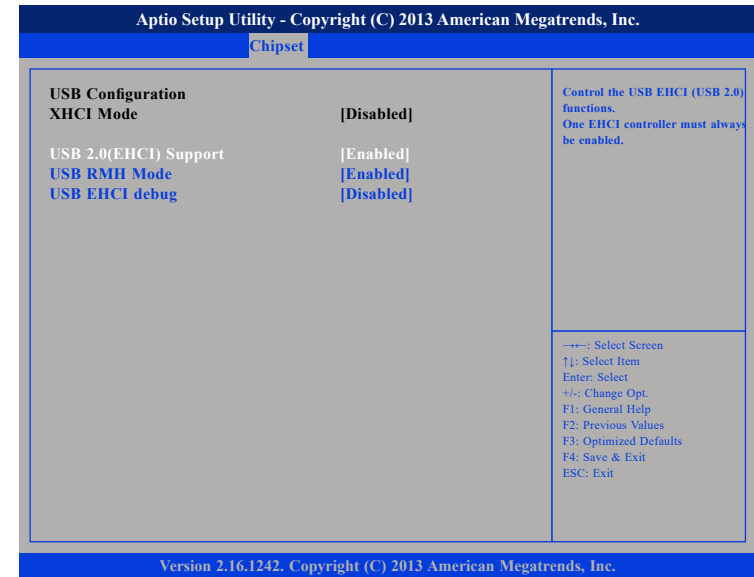 Aptio Setup Utility - Copyright (C) 2013 American Megatrends, Inc.
Chipset
USB Configuration
XHCI Mode [Disabled]
USB 2.0(EHCI) Support [Enabled]
USB RMH Mode [Enabled]
USB EHCI debug [Disabled]
Control the USB EHCI (USB 2.0)
functions.
One EHCI controller must always
be enabled.
→←: Select Screen
↑↓: Select Item
Enter: Select
+/-: Change Opt.
F1: General Help
F2: Previous Values
F3: Optimized Defaults
F4: Save & Exit
ESC: Exit
Version 2.16.1242. Copyright (C) 2013 American Megatrends, Inc.